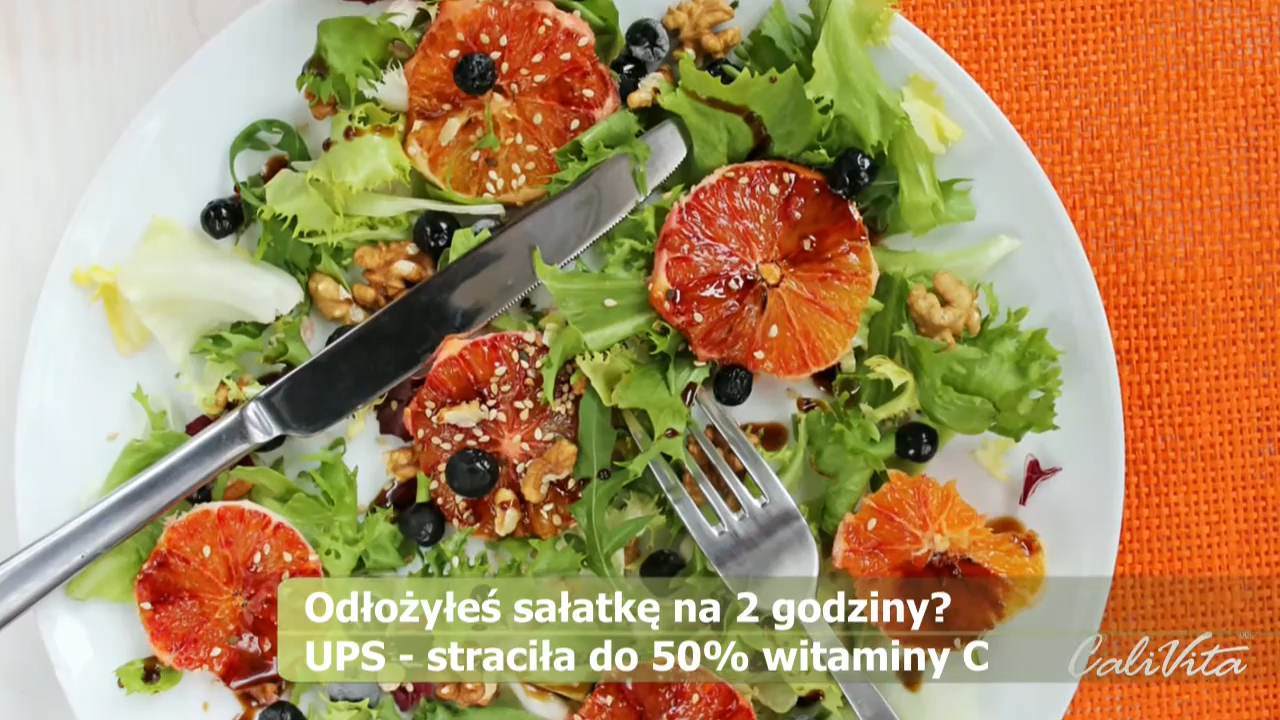 Odłożyłeś sałatkę na 2 godziny?
UPS - straciła do 50% witaminy C
CaliVita